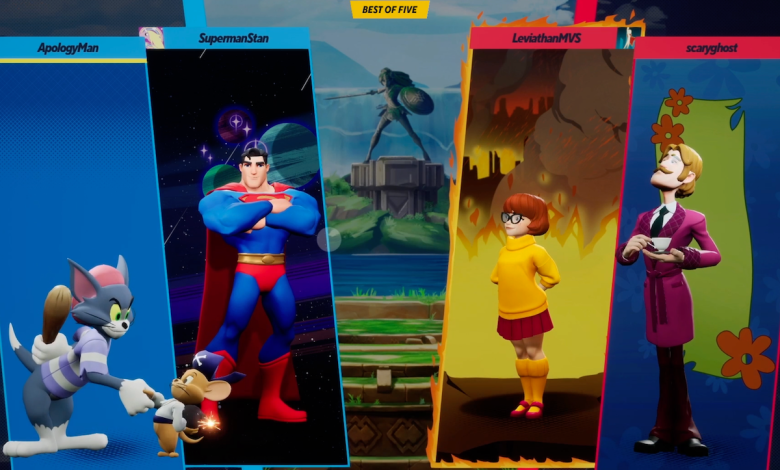 BEST OF FIVE
ApologyMan
SupermanStan
LeviathanMVS
scaryghost